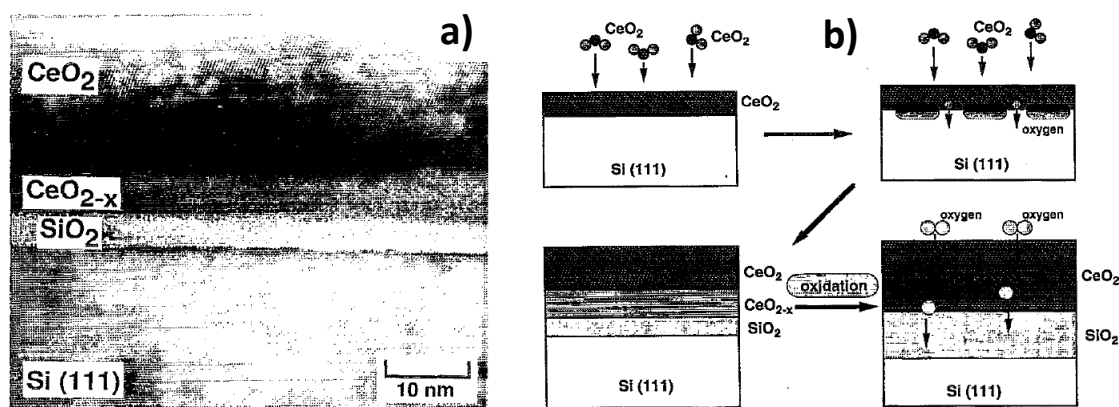 a)
CeO2
CeO2-x
SiO2
Si (111)
10 nm
b)
CeO2
CeO2
CeO2
Si (111)
CeO2
oxygen
Si (111)
CeO2
CeO2-x
SiO2
Si (111)
oxidation
oxygen
oxygen
CeO2
SiO2
Si (111)